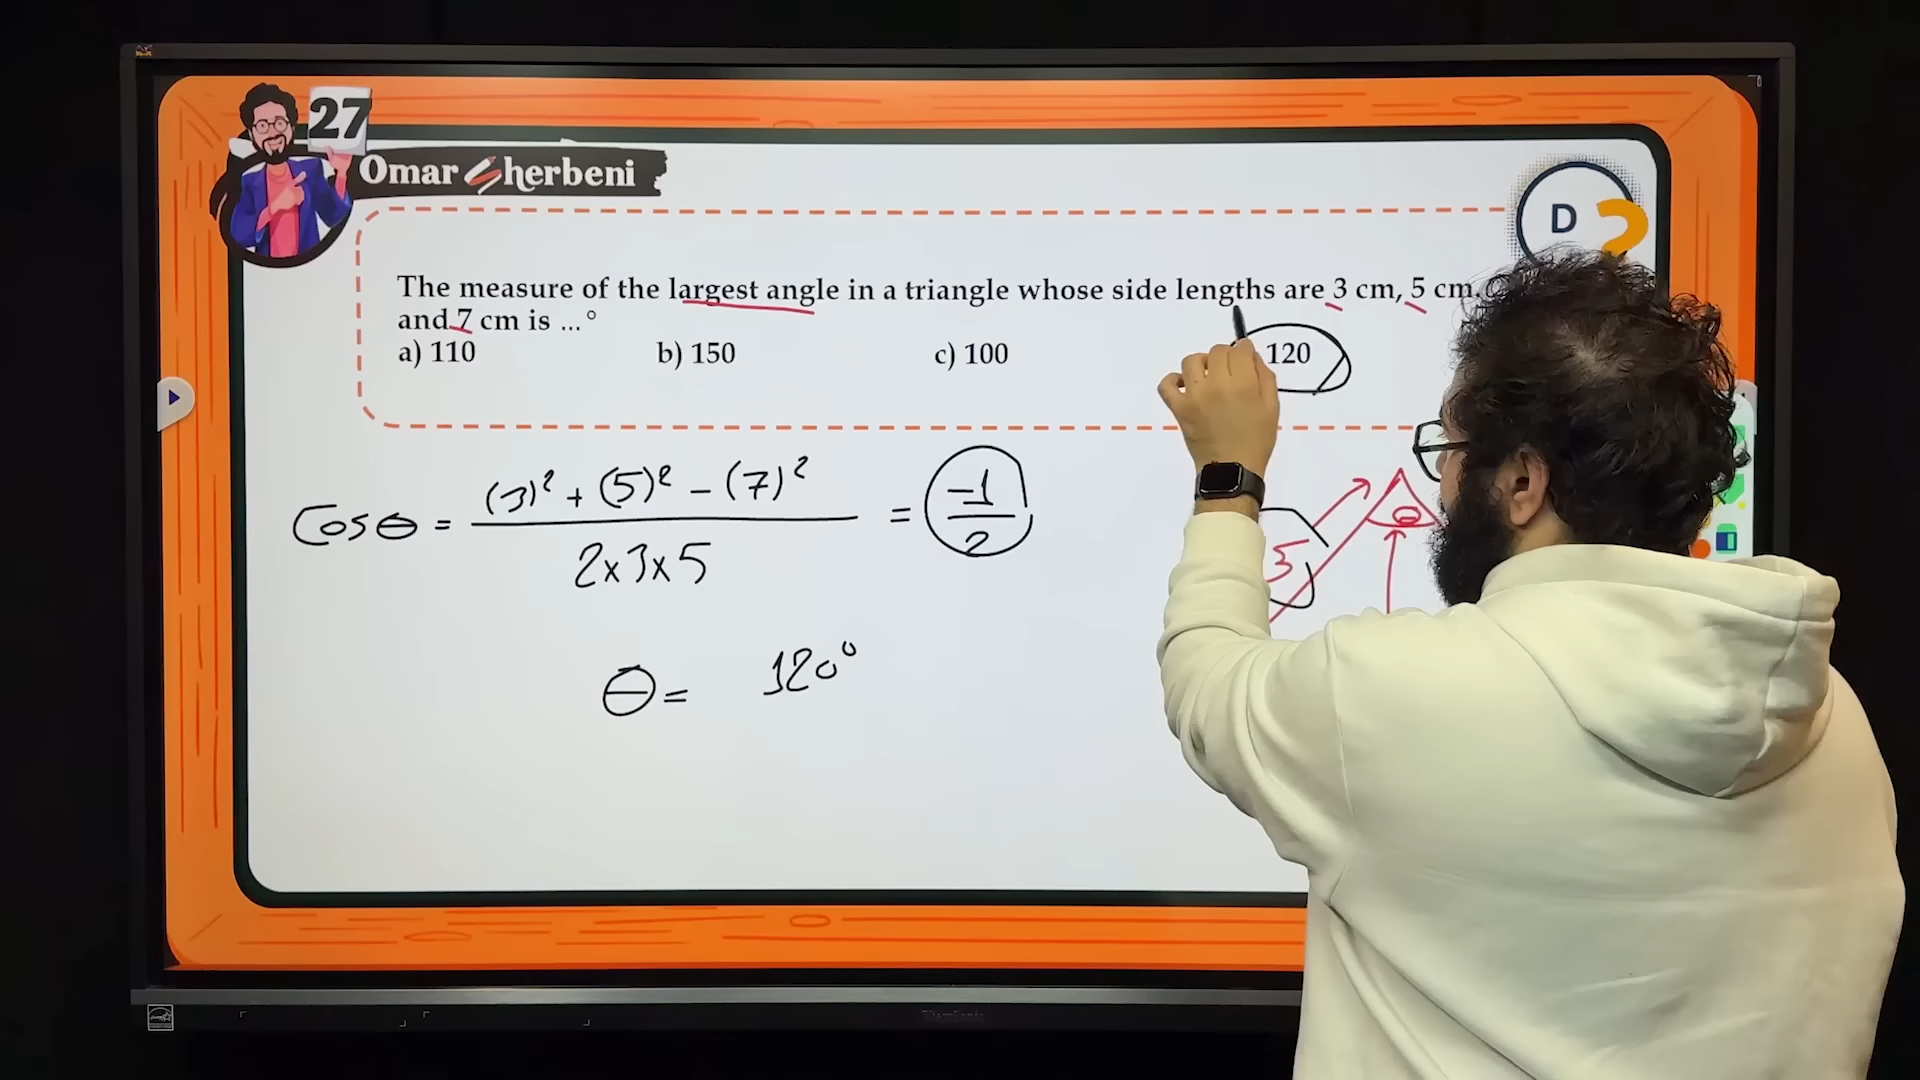 27
Omar Sherbeni
D
The measure of the largest angle in a triangle whose side lengths are 3 cm, 5 cm,
and 7 cm is ...°
a) 110 b) 150 c) 100 120
Cosθ = (3)² + (5)² - (7)² / 2x3x5 = -1/2
θ
5
θ = 120°